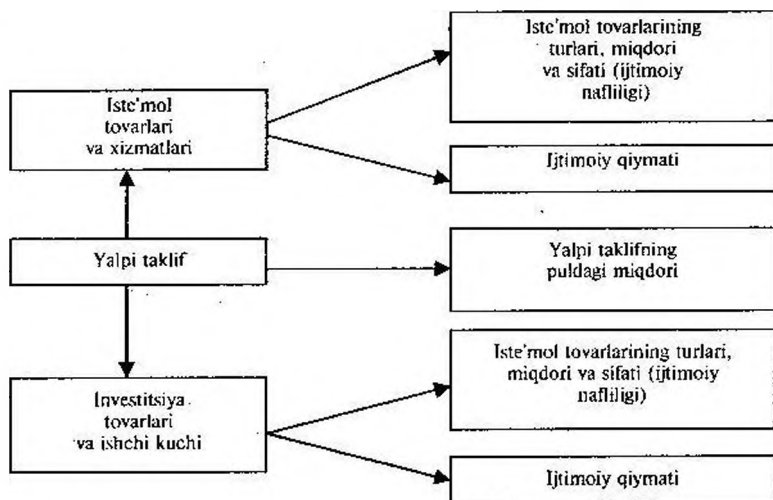 Iste'mol tovarlarining
turlari, miqdori
va sifati (ijtimoiy
nafliligi)
Iste'mol
tovarlari
va xizmatlari
Ijtimoiy qiymati
Yalpi taklif
Yalpi taklifning
puldagi miqdori
Iste'mol tovarlarining turlari,
miqdori va sifati (ijtimoiy
nafliligi)
Investitsiya
tovarlari
va ishchi kuchi
Ijtimoiy qiymati